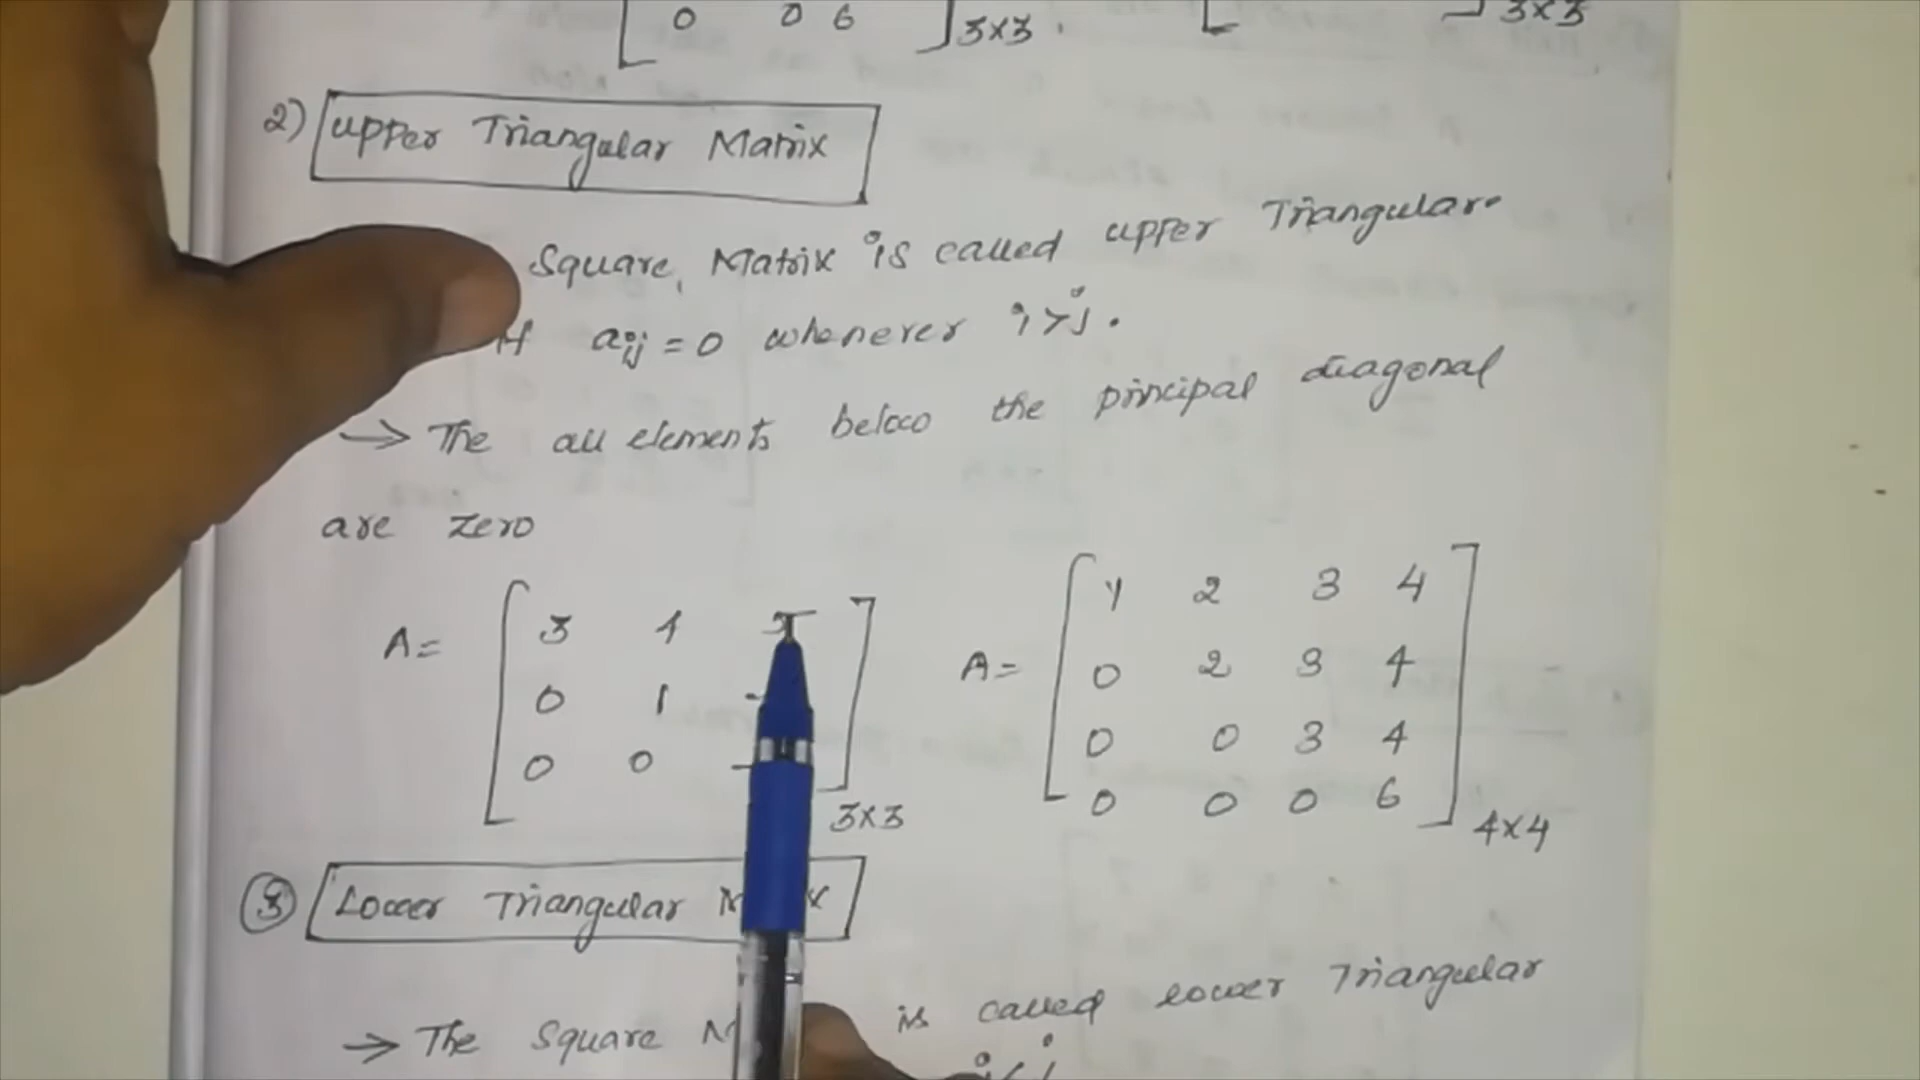 0 0 6 ]3x3.
]3x3
2) Upper Triangular Matrix
Square, Matrix is called upper Triangular
if aij = 0 whenever i>j.
→ The all elements below the principal diagonal
are zero
A= [ 3 1
0 1
0 0 ]3x3
A= [ 1 2 3 4
0 2 3 4
0 0 3 4
0 0 0 6 ]4x4
3 Lower Triangular
→ The Square is called lower Triangular